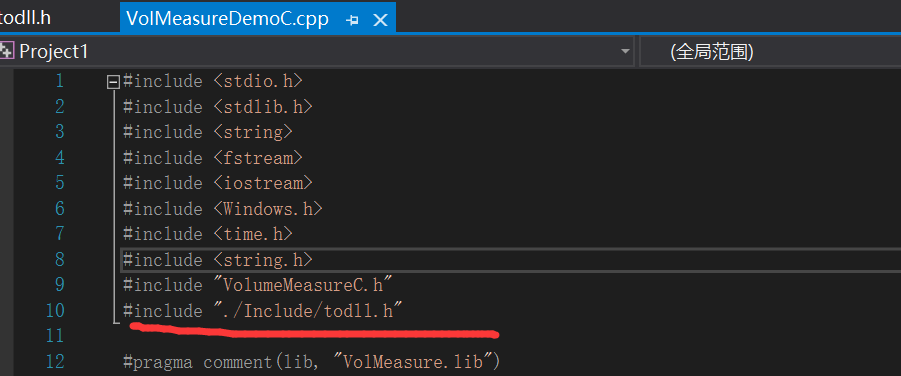 todll.h
VolMeasureDemoC.cpp
Project1
(全局范围)
1 #include <stdio.h>
2 #include <stdlib.h>
3 #include <string>
4 #include <fstream>
5 #include <iostream>
6 #include <Windows.h>
7 #include <time.h>
8 #include <string.h>
9 #include "VolumeMeasureC.h"
10 #include "./Include/todll.h"
11
12 #pragma comment(lib, "VolMeasure.lib")